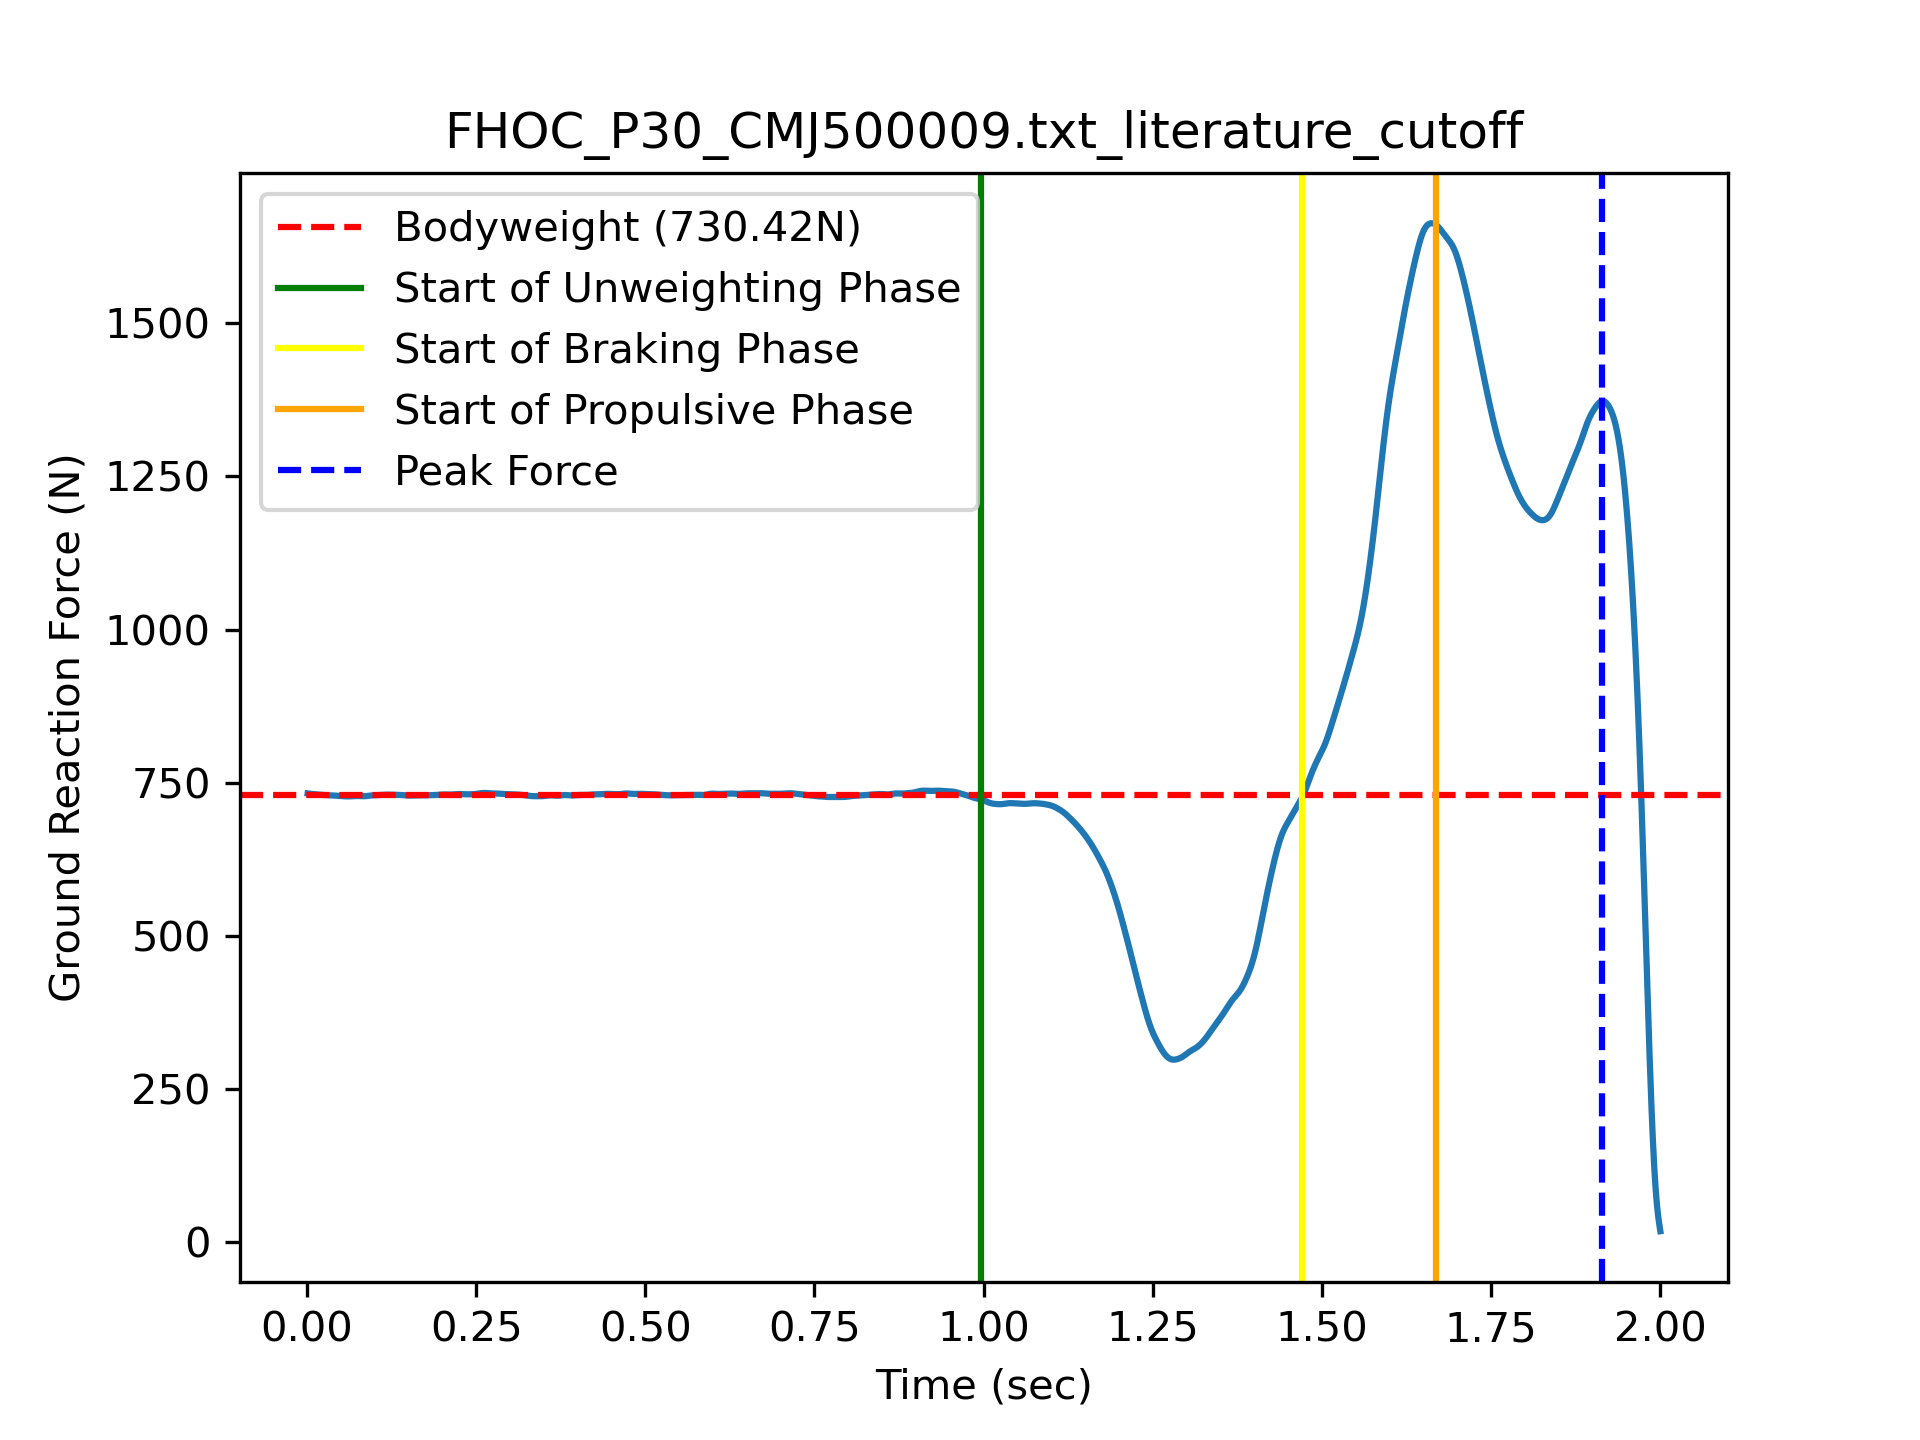 FHOC_P30_CMJ500009.txt_literature_cutoff
Bodyweight (730.42N)
Start of Unweighting Phase
Start of Braking Phase
Start of Propulsive Phase
Peak Force
Ground Reaction Force (N)
1500
1250
1000
750
500
250
0
0.00 0.25 0.50 0.75 1.00 1.25 1.50 1.75 2.00
Time (sec)